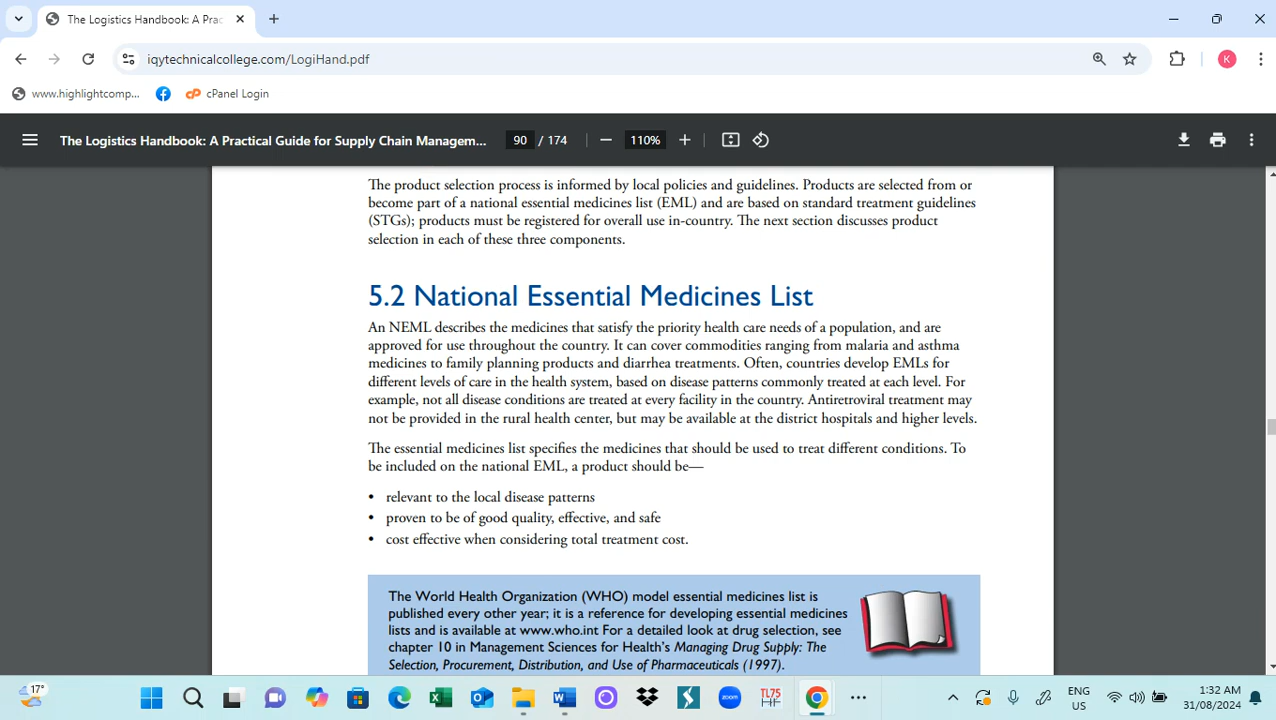 The Logistics Handbook: A Prac
iqytechnicalcollege.com/LogiHand.pdf
K
www.highlightcomp...
cPanel Login
The Logistics Handbook: A Practical Guide for Supply Chain Managem...
90 / 174
110%
The product selection process is informed by local policies and guidelines. Products are selected from or
become part of a national essential medicines list (EML) and are based on standard treatment guidelines
(STGs); products must be registered for overall use in-country. The next section discusses product
selection in each of these three components.
5.2 National Essential Medicines List
An NEML describes the medicines that satisfy the priority health care needs of a population, and are
approved for use throughout the country. It can cover commodities ranging from malaria and asthma
medicines to family planning products and diarrhea treatments. Often, countries develop EMLs for
different levels of care in the health system, based on disease patterns commonly treated at each level. For
example, not all disease conditions are treated at every facility in the country. Antiretroviral treatment may
not be provided in the rural health center, but may be available at the district hospitals and higher levels.
The essential medicines list specifies the medicines that should be used to treat different conditions. To
be included on the national EML, a product should be—
• relevant to the local disease patterns
• proven to be of good quality, effective, and safe
• cost effective when considering total treatment cost.
The World Health Organization (WHO) model essential medicines list is
published every other year; it is a reference for developing essential medicines
lists and is available at www.who.int For a detailed look at drug selection, see
chapter 10 in Management Sciences for Health's Managing Drug Supply: The
Selection, Procurement, Distribution, and Use of Pharmaceuticals (1997).
17°
zoom
TL75
ENG
US
1:32 AM
31/08/2024